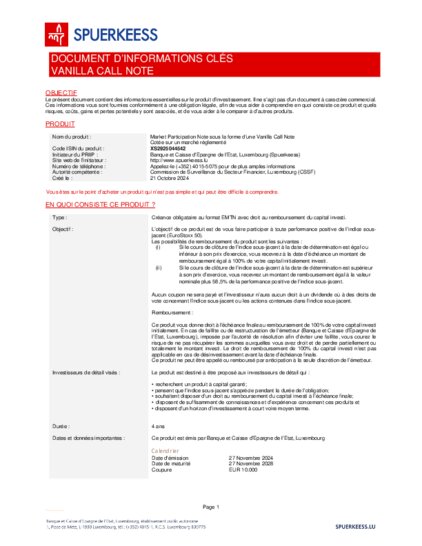 SPUERKEESS
DOCUMENT D'INFORMATIONS CLÉS
VANILLA CALL NOTE
OBJECTIF
Le présent document contient des informations essentielles sur le produit d'investissement. Il ne s'agit pas d'un document à caractère commercial.
Ces informations vous sont fournies conformément à une obligation légale, afin de vous aider à comprendre en quoi consiste ce produit et quels
risques, coûts, gains et pertes potentiels y sont associés, et de vous aider à le comparer à d'autres produits.
PRODUIT
Nom du produit : Market Participation Note sous la forme d'une Vanilla Call Note
Cotée sur un marché réglementé
Code ISIN du produit :
Initiateur du PRIIP : Banque et Caisse d'Epargne de l'Etat, Luxembourg (Spuerkeess)
Site web de l'initiateur : http://www.spuerkeess.lu
Numéro de téléphone : Appelez-le (+352) 4015-5075 pour de plus amples informations
Autorité compétente : Commission de Surveillance du Secteur Financier, Luxembourg (CSSF)
Créé le : 21 Octobre 2024
Vous êtes sur le point d'acheter un produit qui n'est pas simple et qui peut être difficile à comprendre.
EN QUOI CONSISTE CE PRODUIT ?
Type : Créance obligataire au format EMTN avec droit au remboursement du capital investi.
Objectif : L'objectif de ce produit est de vous faire participer à toute performance positive de l'indice sous-
jacent (EuroStoxx 50).
Les possibilités de remboursement du produit sont les suivantes :
(i) Si le cours de clôture de l'indice sous-jacent à la date de détermination est égal ou
inférieur à son prix d'exercice, vous recevrez à la date d'échéance un montant de
remboursement égal à 100% de votre capital initialement investi.
(ii) Si le cours de clôture de l'indice sous-jacent à la date de détermination est supérieur
à son prix d'exercice, vous recevrez un montant de remboursement égal à la valeur
nominale plus 58.5% de la performance positive de l'indice sous-jacent.
Aucun coupon ne sera payé et l'investisseur n'aura aucun droit à un dividende ou à des droits de
vote concernant l'indice sous-jacent ou les actions contenues dans l'indice sous-jacent.
Remboursement :
Ce produit vous donne droit à l'échéance finale au remboursement de 100% de votre capital investi
initialement. En cas de faillite ou de restructuration de l'émetteur (Banque et Caisse d'Epargne de
l'État, Luxembourg), imposée par l'autorité de résolution afin d'éviter une faillite, vous courez le
risque de ne pas récupérer les sommes auxquelles vous avez droit et de perdre partiellement ou
totalement le montant investi. Le droit de remboursement de 100% du capital investi n'est pas
applicable en cas de désinvestissement avant la date d'échéance finale.
Ce produit ne peut être appelé ou remboursé par anticipation à la seule discrétion de l'émetteur.
Investisseurs de détail visés : Le produit est destiné à être proposé aux investisseurs de détail qui :
• recherchent un produit à capital garanti ;
• pensent que l'indice sous-jacent s'appréciera pendant la durée de l'obligation ;
• souhaitent disposer d'un droit au remboursement du capital investi à l'échéance finale ;
• disposent de suffisamment de connaissances et d'expérience concernant ces produits et
• disposent d'un horizon d'investissement à court voire moyen terme.
Durée : 4 ans
Dates et données importantes : Ce produit est émis par Banque et Caisse d'Épargne de l'État, Luxembourg
Calendrier
Date d'émission 27 Novembre 2024
Date de maturité 27 Novembre 2028
Coupure EUR 10.000
Page 1
Banque et Caisse d'Epargne de l'Etat, Luxembourg, établissement public autonome
SPUERKEESS.LU